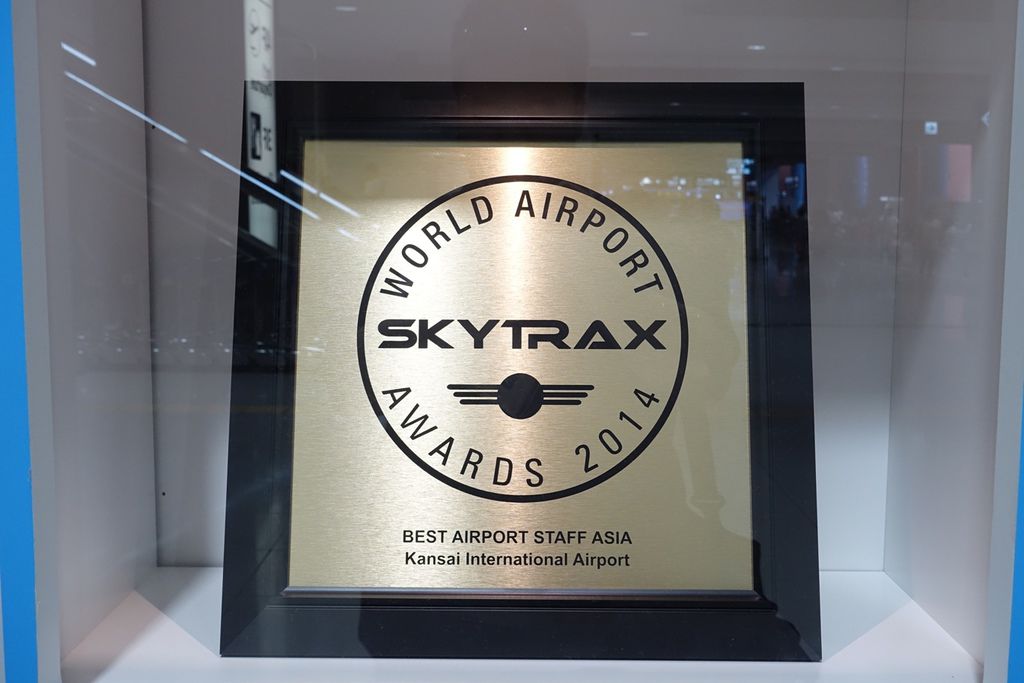 WORLD AIRPORT
SKYTRAX
AWARDS 2014
BEST AIRPORT STAFF ASIA
Kansai International Airport